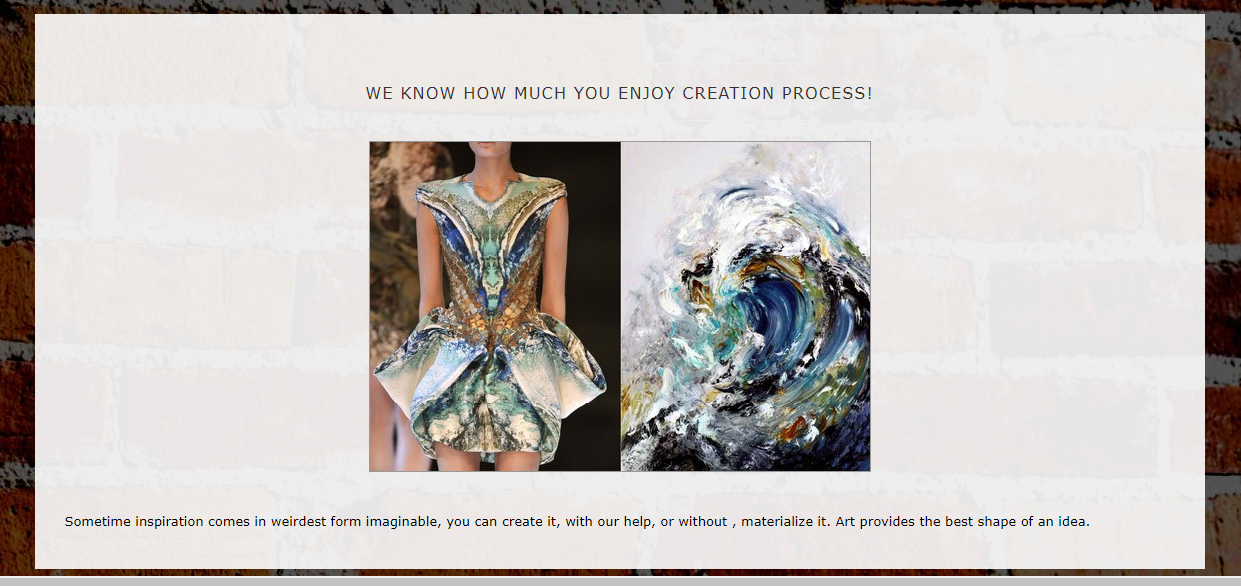 WE KNOW HOW MUCH YOU ENJOY CREATION PROCESS!
Sometime inspiration comes in weirdest form imaginable, you can create it, with our help, or without , materialize it. Art provides the best shape of an idea.